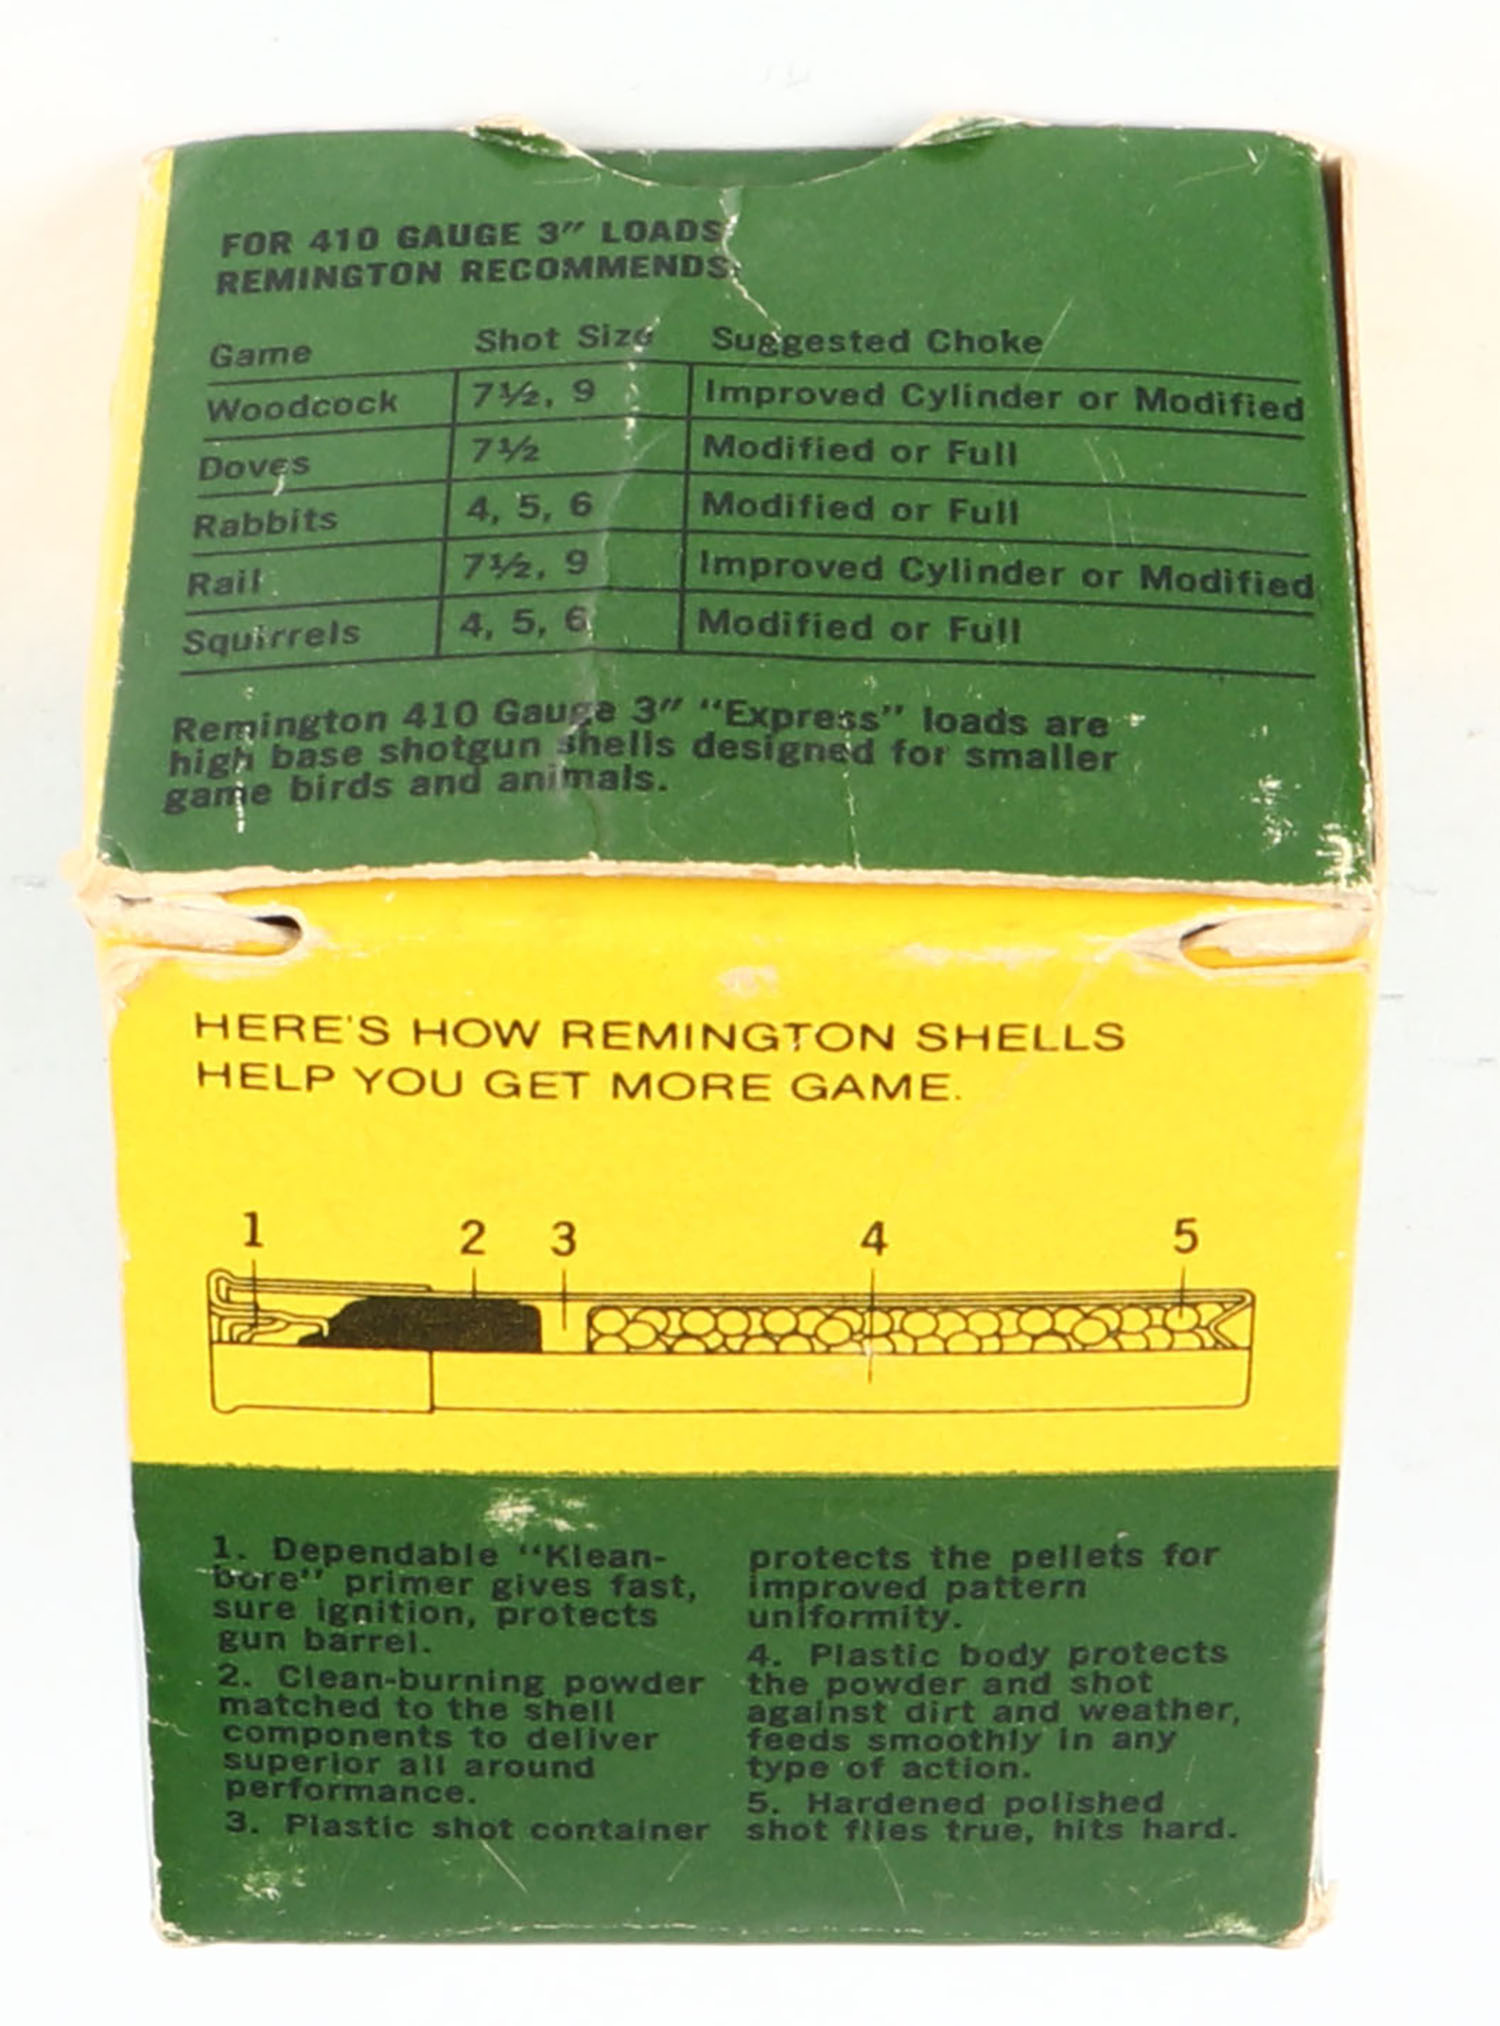 FOR 410 GAUGE 3" LOADS
REMINGTON RECOMMENDS:
Game Shot Size Suggested Choke
Woodcock 7½, 9 Improved Cylinder or Modified
Doves 7½ Modified or Full
Rabbits 4, 5, 6 Modified or Full
Rail 7½, 9 Improved Cylinder or Modified
Squirrels 4, 5, 6 Modified or Full
Remington 410 Gauge 3" "Express" loads are
high base shotgun shells designed for smaller
game birds and animals.
HERE'S HOW REMINGTON SHELLS
HELP YOU GET MORE GAME.
1 2 3 4 5
1. Dependable "Klean-
bore" primer gives fast,
sure ignition, protects
gun barrel.
2. Clean-burning powder
matched to the shell
components to deliver
superior all around
performance.
3. Plastic shot container
protects the pellets for
improved pattern
uniformity.
4. Plastic body protects
the powder and shot
against dirt and weather,
feeds smoothly in any
type of action.
5. Hardened polished
shot flies true, hits hard.